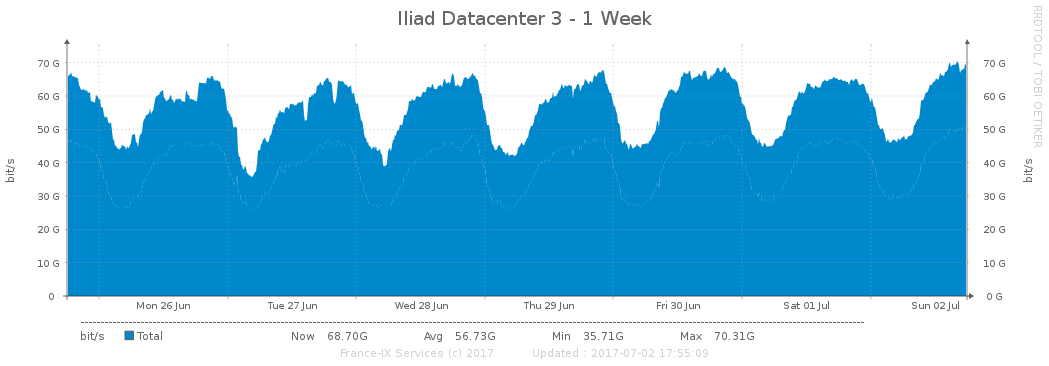 Iliad Datacenter 3 - 1 Week
RRDTOOL / TOBI OETIKER
70 G 70 G
60 G 60 G
50 G 50 G
40 G 40 G
30 G 30 G
20 G 20 G
10 G 10 G
0 0 G
bit/s bit/s
Mon 26 Jun Tue 27 Jun Wed 28 Jun Thu 29 Jun Fri 30 Jun Sat 01 Jul Sun 02 Jul
bit/s Total Now 68.70G Avg 56.73G Min 35.71G Max 70.31G
France-IX Services (c) 2017 Updated : 2017-07-02 17:55:09